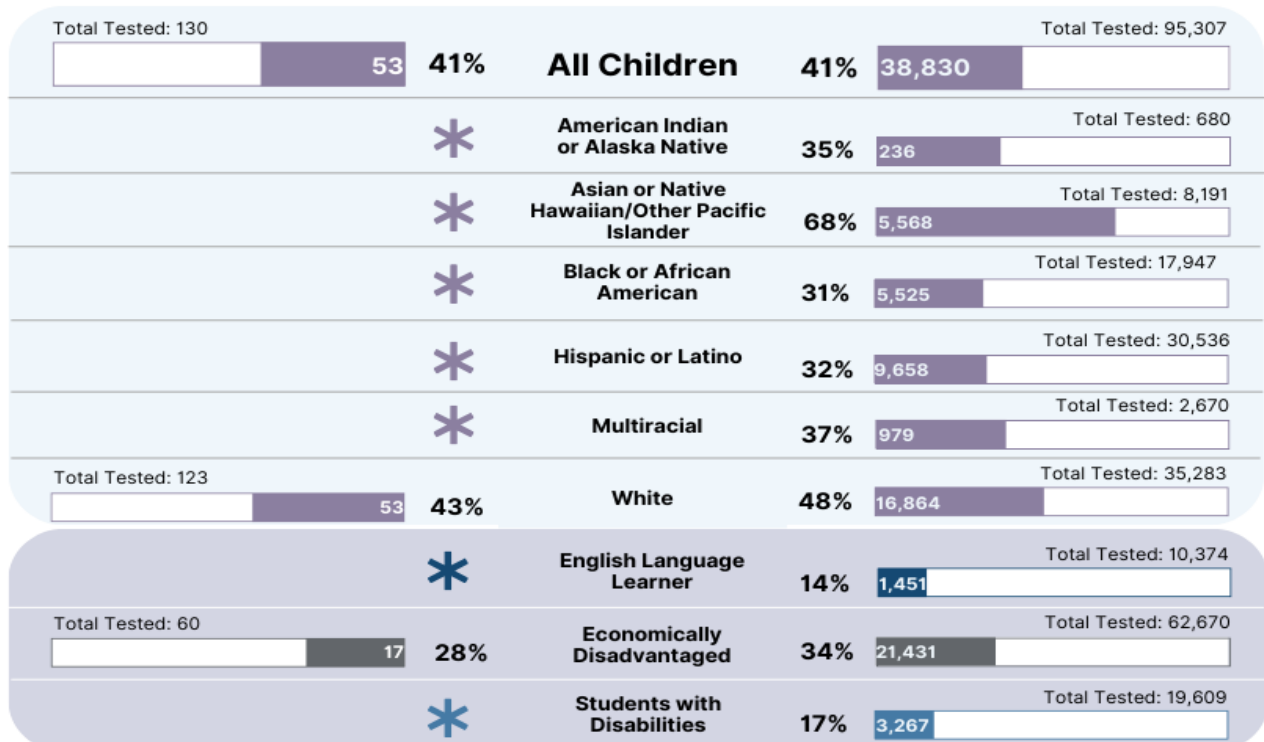 Total Tested: 130
Total Tested: 95,307
53 41% All Children 41% 38,830
Total Tested: 680
American Indian
or Alaska Native
35% 236
Asian or Native
Hawaiian/Other Pacific
Islander
Total Tested: 8,191
68% 5,568
Total Tested: 17,947
Black or African
American
31% 5,525
Total Tested: 30,536
Hispanic or Latino
32% 9,658
Total Tested: 2,670
Multiracial
37% 979
Total Tested: 123
Total Tested: 35,283
53 43% White 48% 16,864
Total Tested: 10,374
English Language
Learner
14% 1,451
Total Tested: 60
Total Tested: 62,670
17 28% Economically
Disadvantaged 34% 21,431
Total Tested: 19,609
Students with
Disabilities
17% 3,267